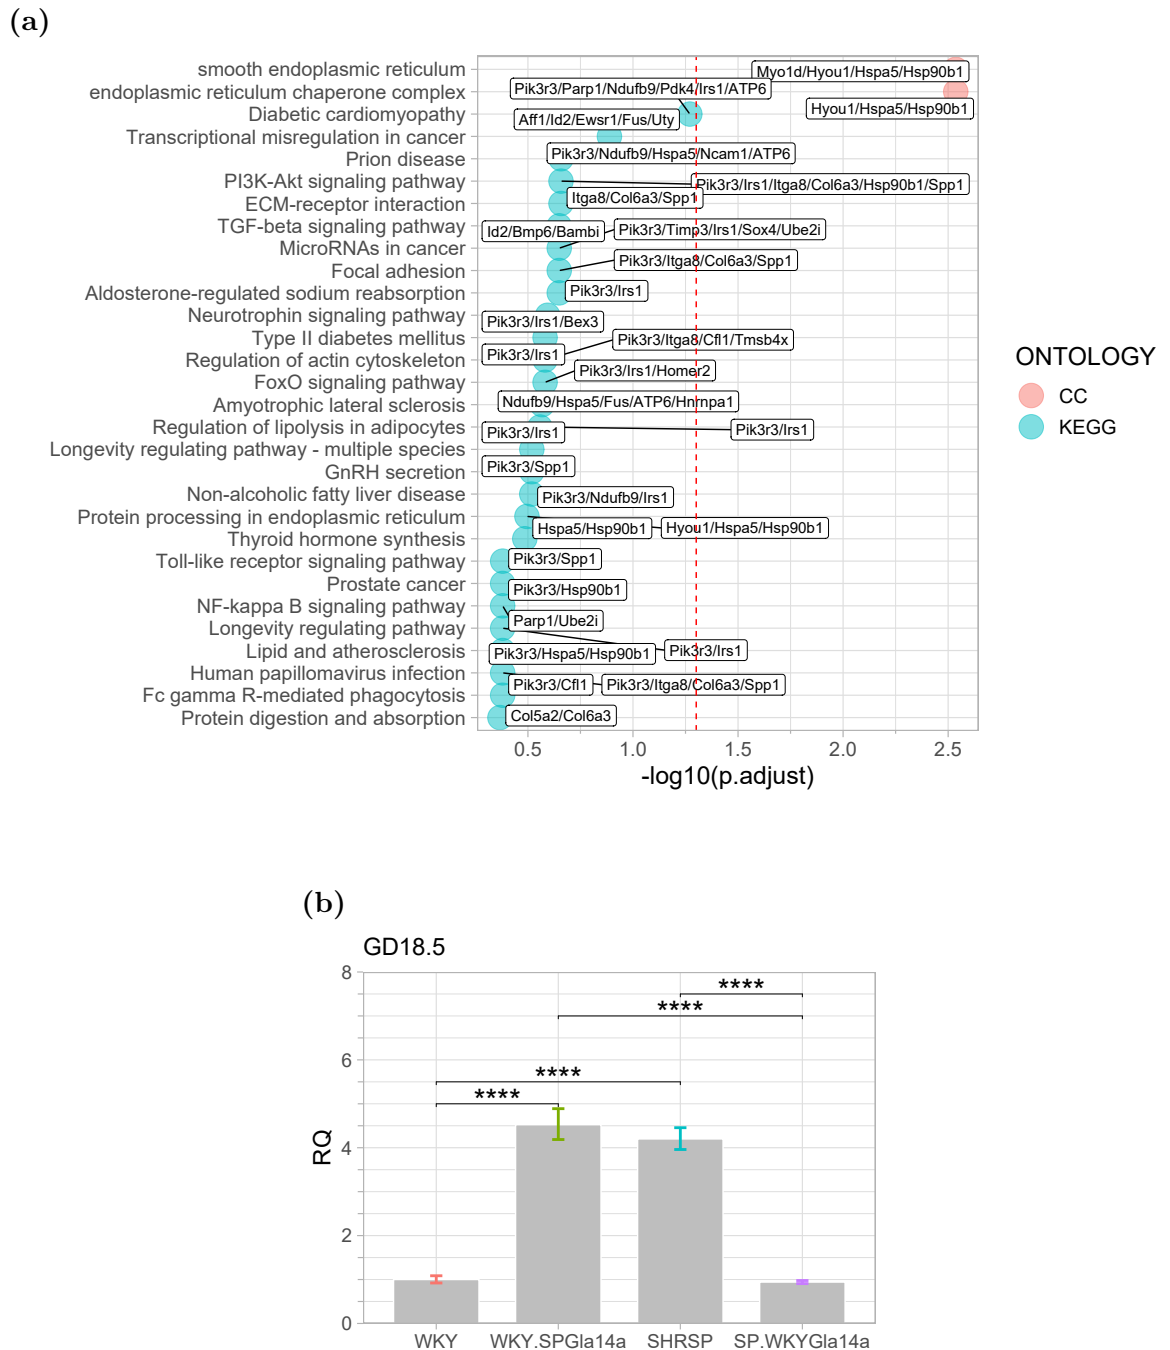 (a)
smooth endoplasmic reticulum
Myo1d/Hyou1/Hspa5/Hsp90b1
endoplasmic reticulum chaperone complex
Pik3r3/Parp1/Ndufb9/Pdk4/Irs1/ATP6
Hyou1/Hspa5/Hsp90b1
Diabetic cardiomyopathy
Aff1/Id2/Ewsr1/Fus/Uty
Transcriptional misregulation in cancer
Prion disease
Pik3r3/Ndufb9/Hspa5/Ncam1/ATP6
PI3K-Akt signaling pathway
Pik3r3/Irs1/Itga8/Col6a3/Hsp90b1/Spp1
ECM-receptor interaction
Itga8/Col6a3/Spp1
TGF-beta signaling pathway
Id2/Bmp6/Bambi
Pik3r3/Timp3/Irs1/Sox4/Ube2i
MicroRNAs in cancer
Focal adhesion
Pik3r3/Itga8/Col6a3/Spp1
Aldosterone-regulated sodium reabsorption
Pik3r3/Irs1
Neurotrophin signaling pathway
Pik3r3/Irs1/Bex3
Type II diabetes mellitus
Pik3r3/Itga8/Cfl1/Tmsb4x
Pik3r3/Irs1
Regulation of actin cytoskeleton
Pik3r3/Irs1/Homer2
FoxO signaling pathway
Amyotrophic lateral sclerosis
Ndufb9/Hspa5/Fus/ATP6/Hnrnpa1
Regulation of lipolysis in adipocytes
Pik3r3/Irs1
Pik3r3/Irs1
Longevity regulating pathway - multiple species
GnRH secretion
Pik3r3/Spp1
Non-alcoholic fatty liver disease
Pik3r3/Ndufb9/Irs1
Protein processing in endoplasmic reticulum
Hspa5/Hsp90b1
Hyou1/Hspa5/Hsp90b1
Thyroid hormone synthesis
Toll-like receptor signaling pathway
Pik3r3/Spp1
Prostate cancer
Pik3r3/Hsp90b1
NF-kappa B signaling pathway
Parp1/Ube2i
Longevity regulating pathway
Lipid and atherosclerosis
Pik3r3/Hspa5/Hsp90b1
Pik3r3/Irs1
Human papillomavirus infection
Pik3r3/Cfl1
Pik3r3/Itga8/Col6a3/Spp1
Fc gamma R-mediated phagocytosis
Protein digestion and absorption
Col5a2/Col6a3
0.5 1.0 1.5 2.0 2.5
-log10(p.adjust)
ONTOLOGY
CC
KEGG
(b)
GD18.5
8
6
4
2
0
RQ
****
****
****
****
WKY WKY.SPGla14a SHRSP SP.WKYGla14a